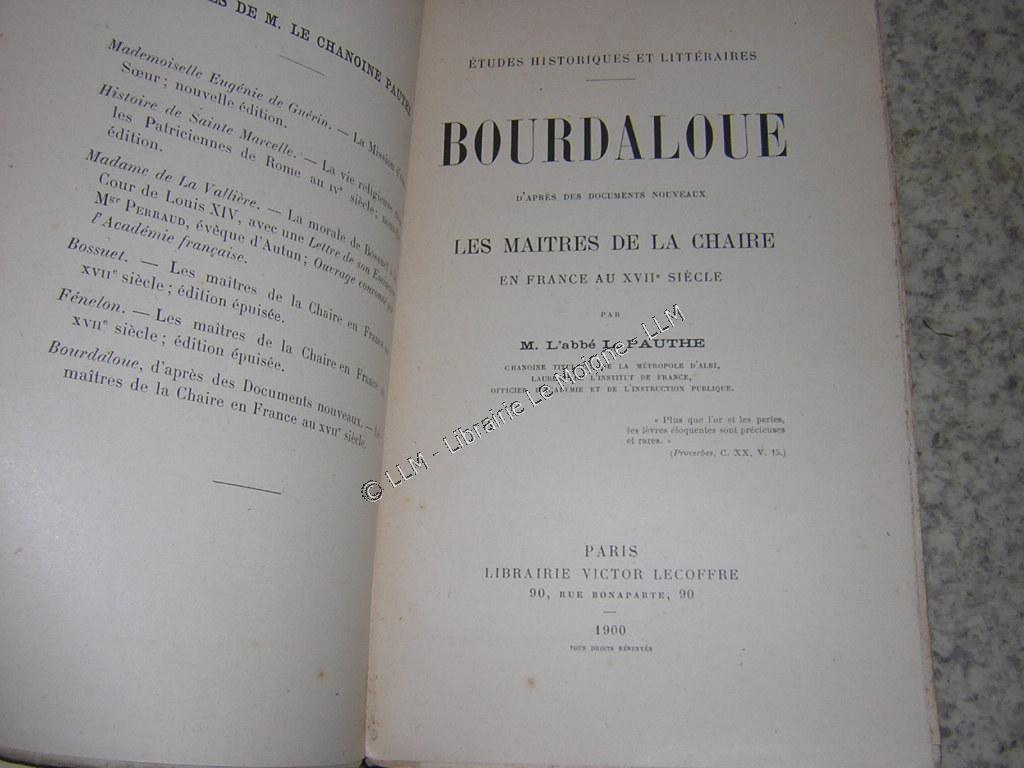 ES DE M. LE CHANOINE PAUTHE
Mademoiselle Eugénie de Guérin. — La Mission d'une
Sœur; nouvelle édition.
Histoire de Sainte Marcelle. — La vie religieuse
les Patriciennes de Rome au IVe siècle;
édition.
Madame de La Vallière. — La morale de Bossuet
Cour de Louis XIV, avec une Lettre de son
Mgr PERRAUD, évêque d'Autun; Ouvrage couronné
l'Académie française.
Bossuet. — Les maîtres de la Chaire en France
XVIIe siècle; édition épuisée.
Fénelon. — Les maîtres de la Chaire en France
XVIIe siècle; édition épuisée.
Bourdaloue, d'après des Documents nouveaux. —
maîtres de la Chaire en France au XVIIe siècle.
ÉTUDES HISTORIQUES ET LITTÉRAIRES
BOURDALOUE
D'APRÈS DES DOCUMENTS NOUVEAUX
LES MAITRES DE LA CHAIRE
EN FRANCE AU XVIIe SIÈCLE
PAR
M. L'abbé L. PAUTHE
CHANOINE LA MÉTROPOLE D'ALBI,
L'INSTITUT DE FRANCE,
OFFICIER ET DE L'INSTRUCTION PUBLIQUE.
« Plus que l'or et les perles,
les lèvres éloquentes sont précieuses
et rares. »
(Proverbes, C. XX, V. 15.)
PARIS
LIBRAIRIE VICTOR LECOFFRE
90, RUE BONAPARTE, 90
1900
TOUS DROITS RÉSERVÉS
© LLM - Librairie Le Moigne - LLM